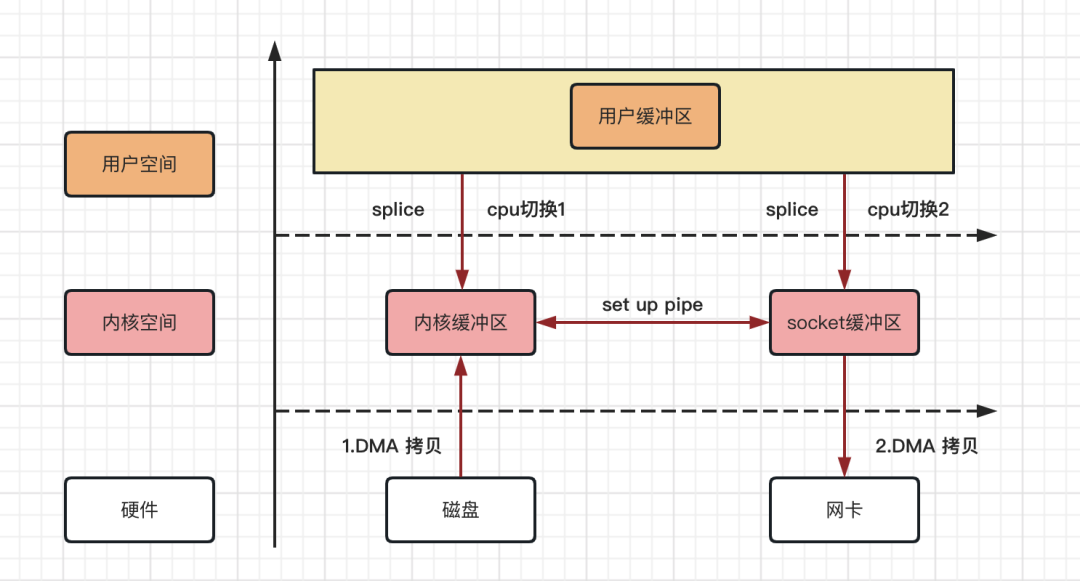 用户缓冲区
用户空间
splice
cpu切换1
splice
cpu切换2
内核空间
内核缓冲区
set up pipe
socket缓冲区
1.DMA 拷贝
2.DMA 拷贝
硬件
磁盘
网卡